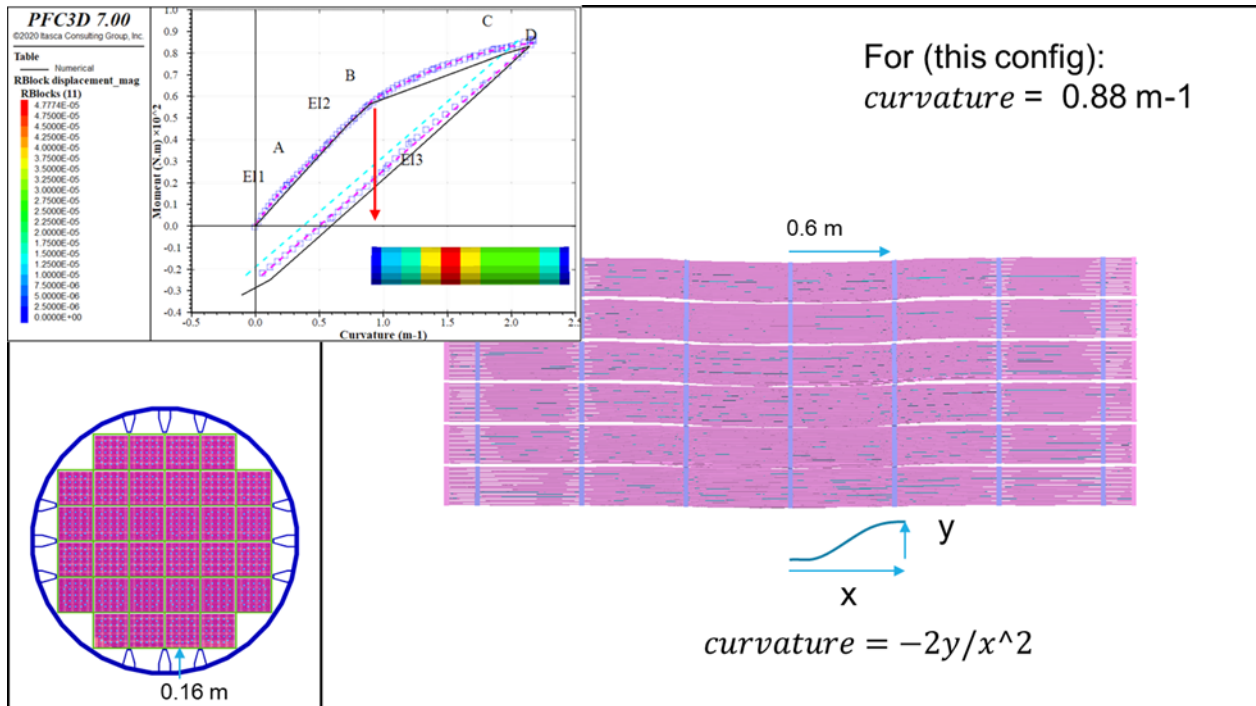 PFC3D 7.00
©2020 Itasca Consulting Group, Inc.
Table
Numerical
RBlock displacement_mag
RBlocks (11)
4.7774E-05
4.7500E-05
4.5000E-05
4.2500E-05
4.0000E-05
3.7500E-05
3.5000E-05
3.2500E-05
3.0000E-05
2.7500E-05
2.5000E-05
2.2500E-05
2.0000E-05
1.7500E-05
1.5000E-05
1.2500E-05
1.0000E-05
7.5000E-06
5.0000E-06
2.5000E-06
0.0000E+00
Moment (N.m) ×10^2
1.0
0.9
0.8
0.7
0.6
0.5
0.4
0.3
0.2
0.1
0.0
-0.1
-0.2
-0.3
-0.4
C
D
B
EI2
A
EI3
EI1
-0.5
0.0
0.5
1.0
1.5
2.0
2.5
Curvature (m-1)
For (this config):
curvature = 0.88 m-1
0.6 m
y
x
curvature = −2y/x^2
0.16 m